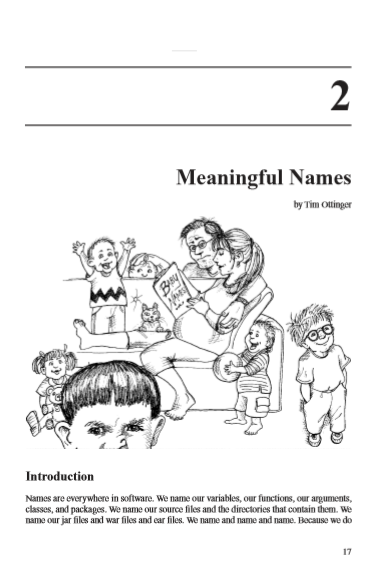 2
Meaningful Names
by Tim Ottinger
Baby
Names
Introduction
Names are everywhere in software. We name our variables, our functions, our arguments,
classes, and packages. We name our source files and the directories that contain them. We
name our jar files and war files and ear files. We name and name and name. Because we do
17